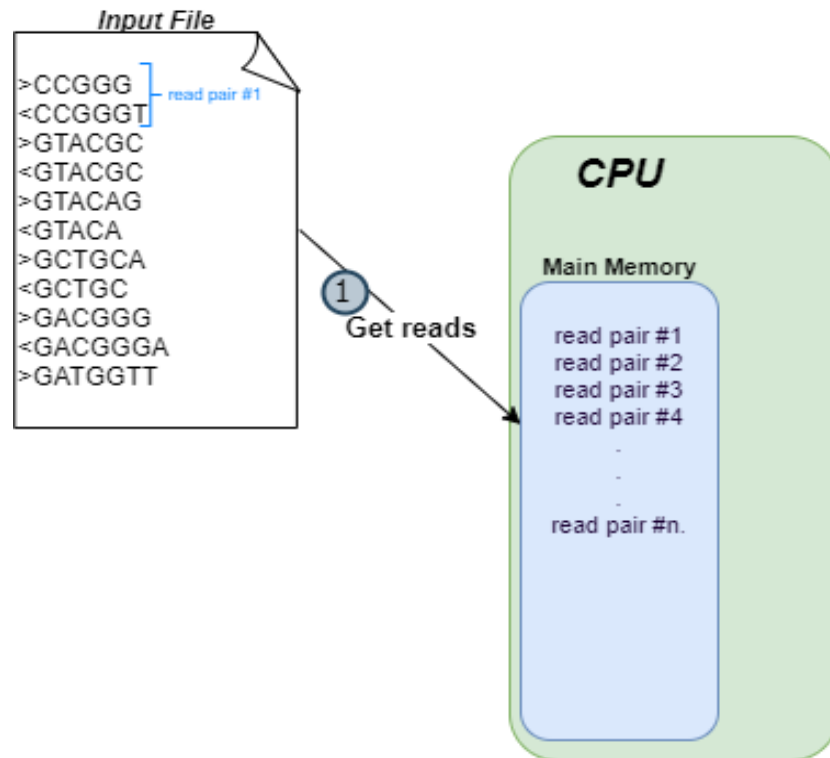 Input File
>CCGGG
<CCGGGT
read pair #1
>GTACGC
<GTACGC
>GTACAG
<GTACA
>GCTGCA
<GCTGC
>GACGGG
<GACGGGA
>GATGGTT
1
Get reads
CPU
Main Memory
read pair #1
read pair #2
read pair #3
read pair #4
.
.
.
read pair #n.